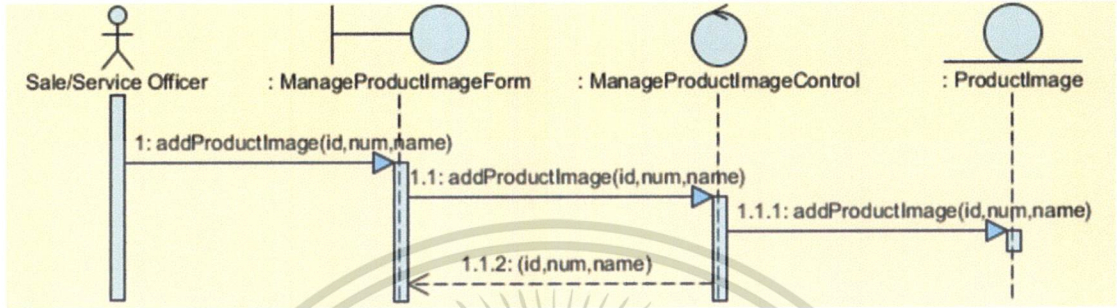 Sale/Service Officer
: ManageProductImageForm
: ManageProductImageControl
: ProductImage
1: addProductImage(id,num,name)
1.1: addProductImage(id,num,name)
1.1.1: addProductImage(id,num,name)
1.1.2: (id,num,name)